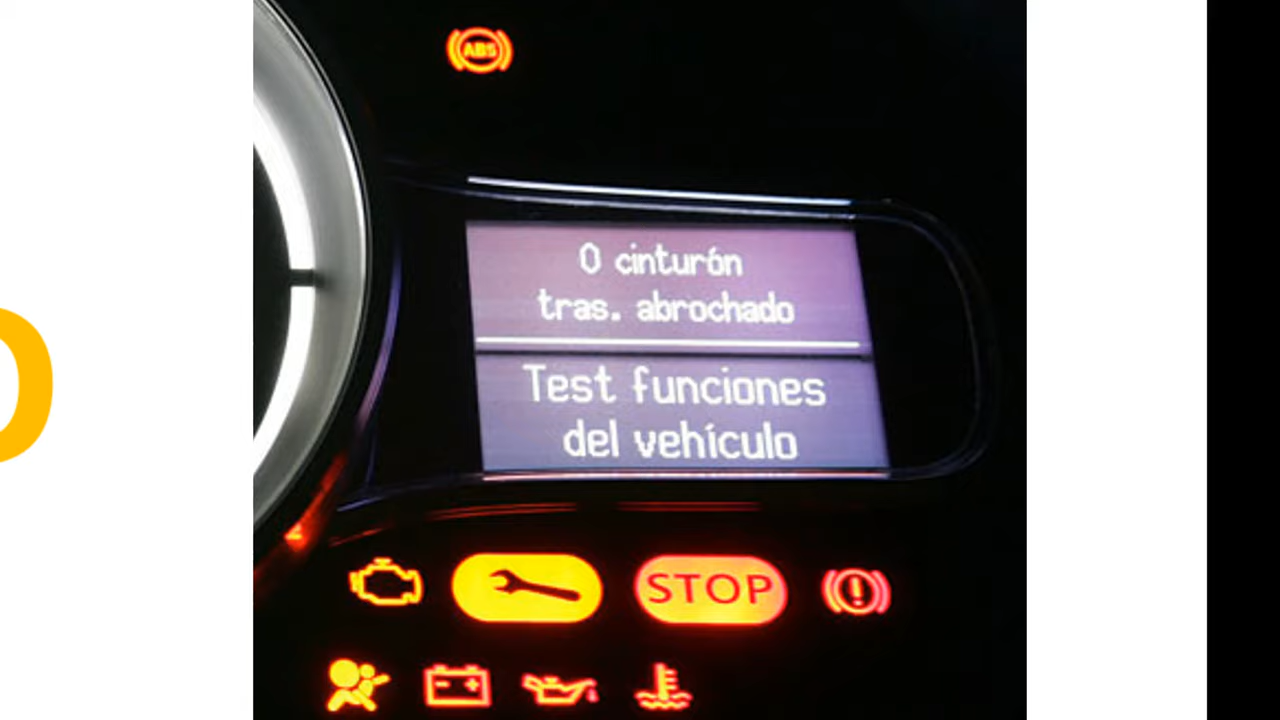 ABS
0 cinturón
tras. abrochado
Test funciones
del vehículo
STOP